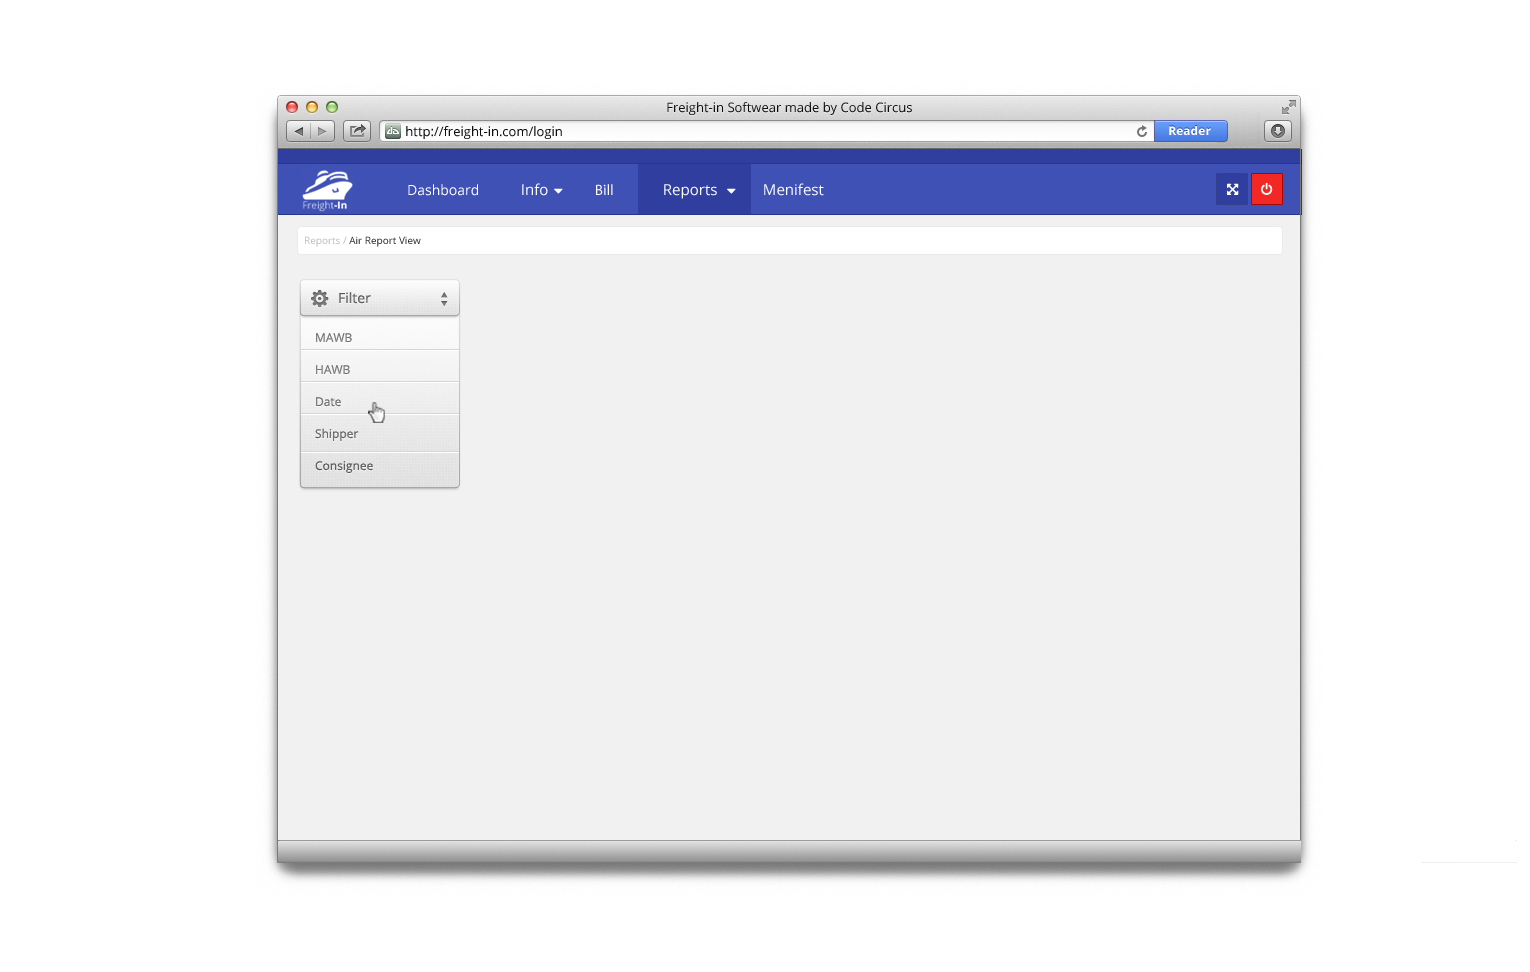 Freight-in Softwear made by Code Circus
http://freight-in.com/login
Reader
Freight-In
Dashboard
Info
Bill
Reports
Menifest
Reports / Air Report View
Filter
MAWB
HAWB
Date
Shipper
Consignee